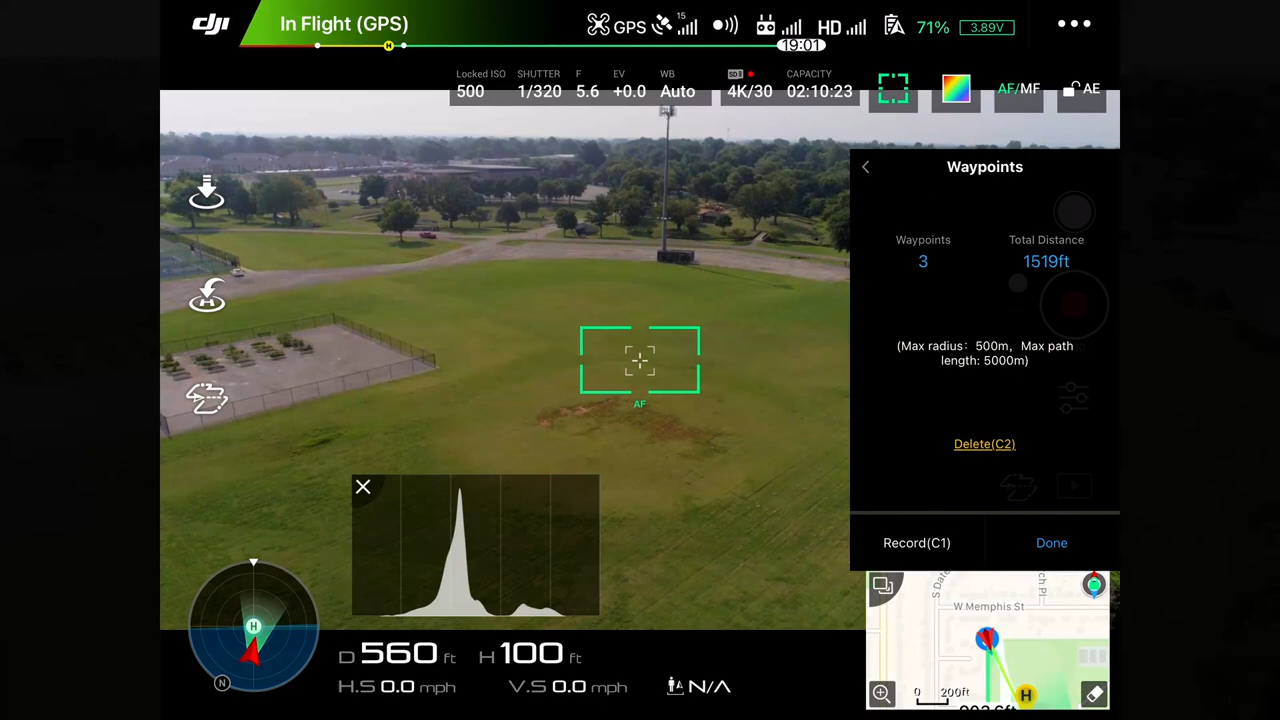 dji In Flight (GPS) GPS 15 HD 71% 3.89V
19:01
Locked ISO SHUTTER F EV WB SD CAPACITY
500 1/320 5.6 +0.0 Auto 4K/30 02:10:23 AF/MF AE
Waypoints
Waypoints Total Distance
3 1519ft
(Max radius: 500m, Max path
length: 5000m)
AF
Delete(C2)
Record(C1) Done
W Memphis St
H
D 560 ft H 100 ft
H.S 0.0 mph V.S 0.0 mph N/A
N
0 200ft
H